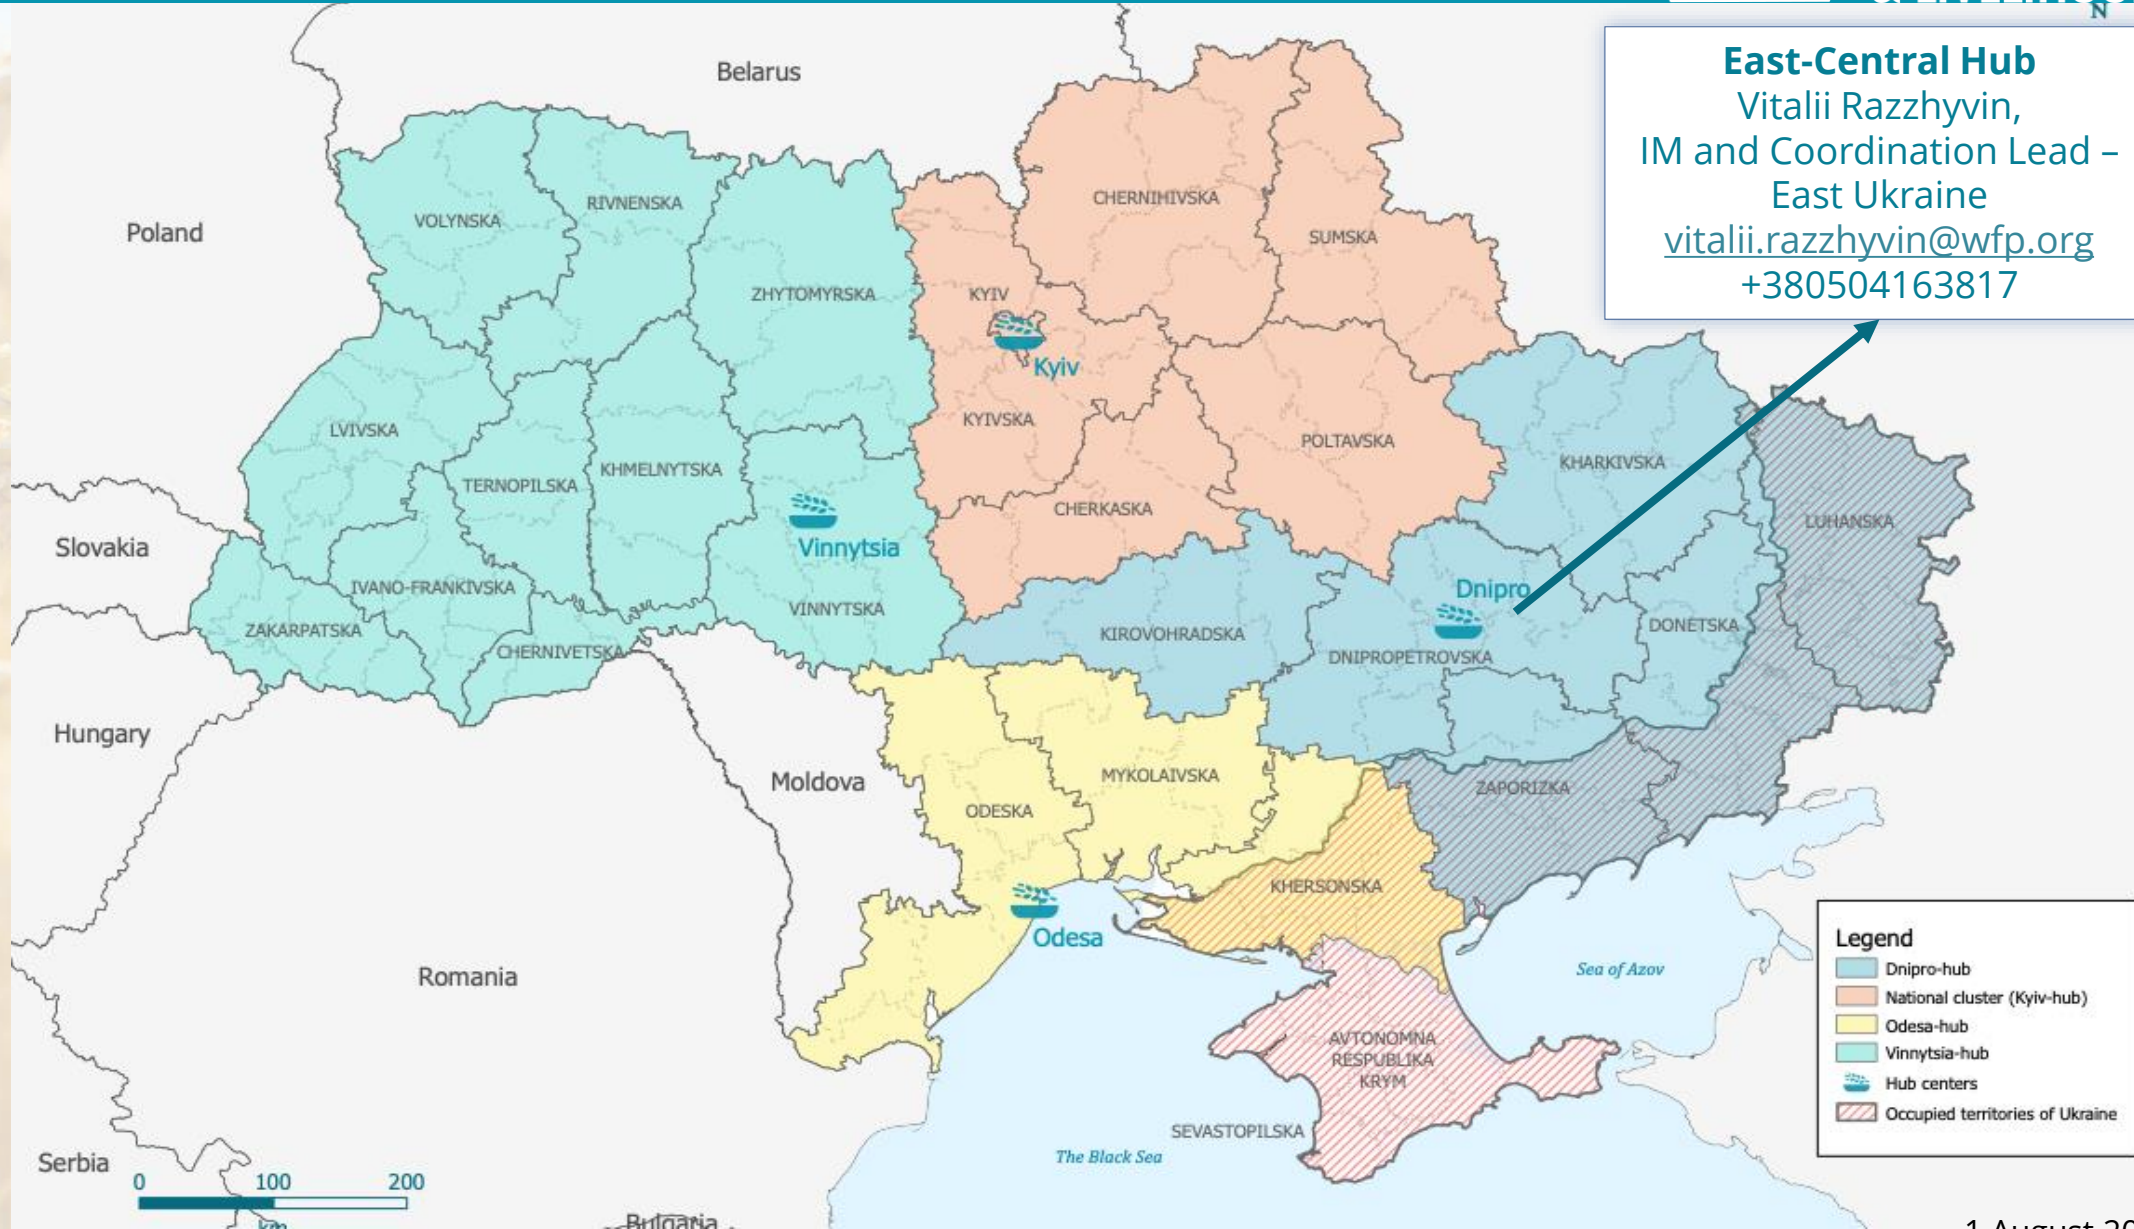 N
East-Central Hub
Vitalii Razzhyvin,
IM and Coordination Lead –
East Ukraine
vitalii.razzhyvin@wfp.org
+380504163817
Belarus
Poland
VOLYNSKA
RIVNENSKA
ZHYTOMYRSKA
KYIV
Kyiv
CHERNIHIVSKA
SUMSKA
KYIVSKA
LVIVSKA
TERNOPILSKA
KHMELNYTSKA
CHERKASKA
POLTAVSKA
KHARKIVSKA
LUHANSKA
Slovakia
Vinnytsia
IVANO-FRANKIVSKA
ZAKARPATSKA
CHERNIVETSKA
VINNYTSKA
KIROVOHRADSKA
Dnipro
DNIPROPETROVSKA
DONETSKA
Hungary
Moldova
ODESKA
MYKOLAIVSKA
ZAPORIZKA
KHERSONSKA
Odesa
Romania
Sea of Azov
AVTONOMNA
RESPUBLIKA
KRYM
SEVASTOPILSKA
The Black Sea
Serbia
Bulgaria
0 100 200
km
Legend
Dnipro-hub
National cluster (Kyiv-hub)
Odesa-hub
Vinnytsia-hub
Hub centers
Occupied territories of Ukraine
1 August 20